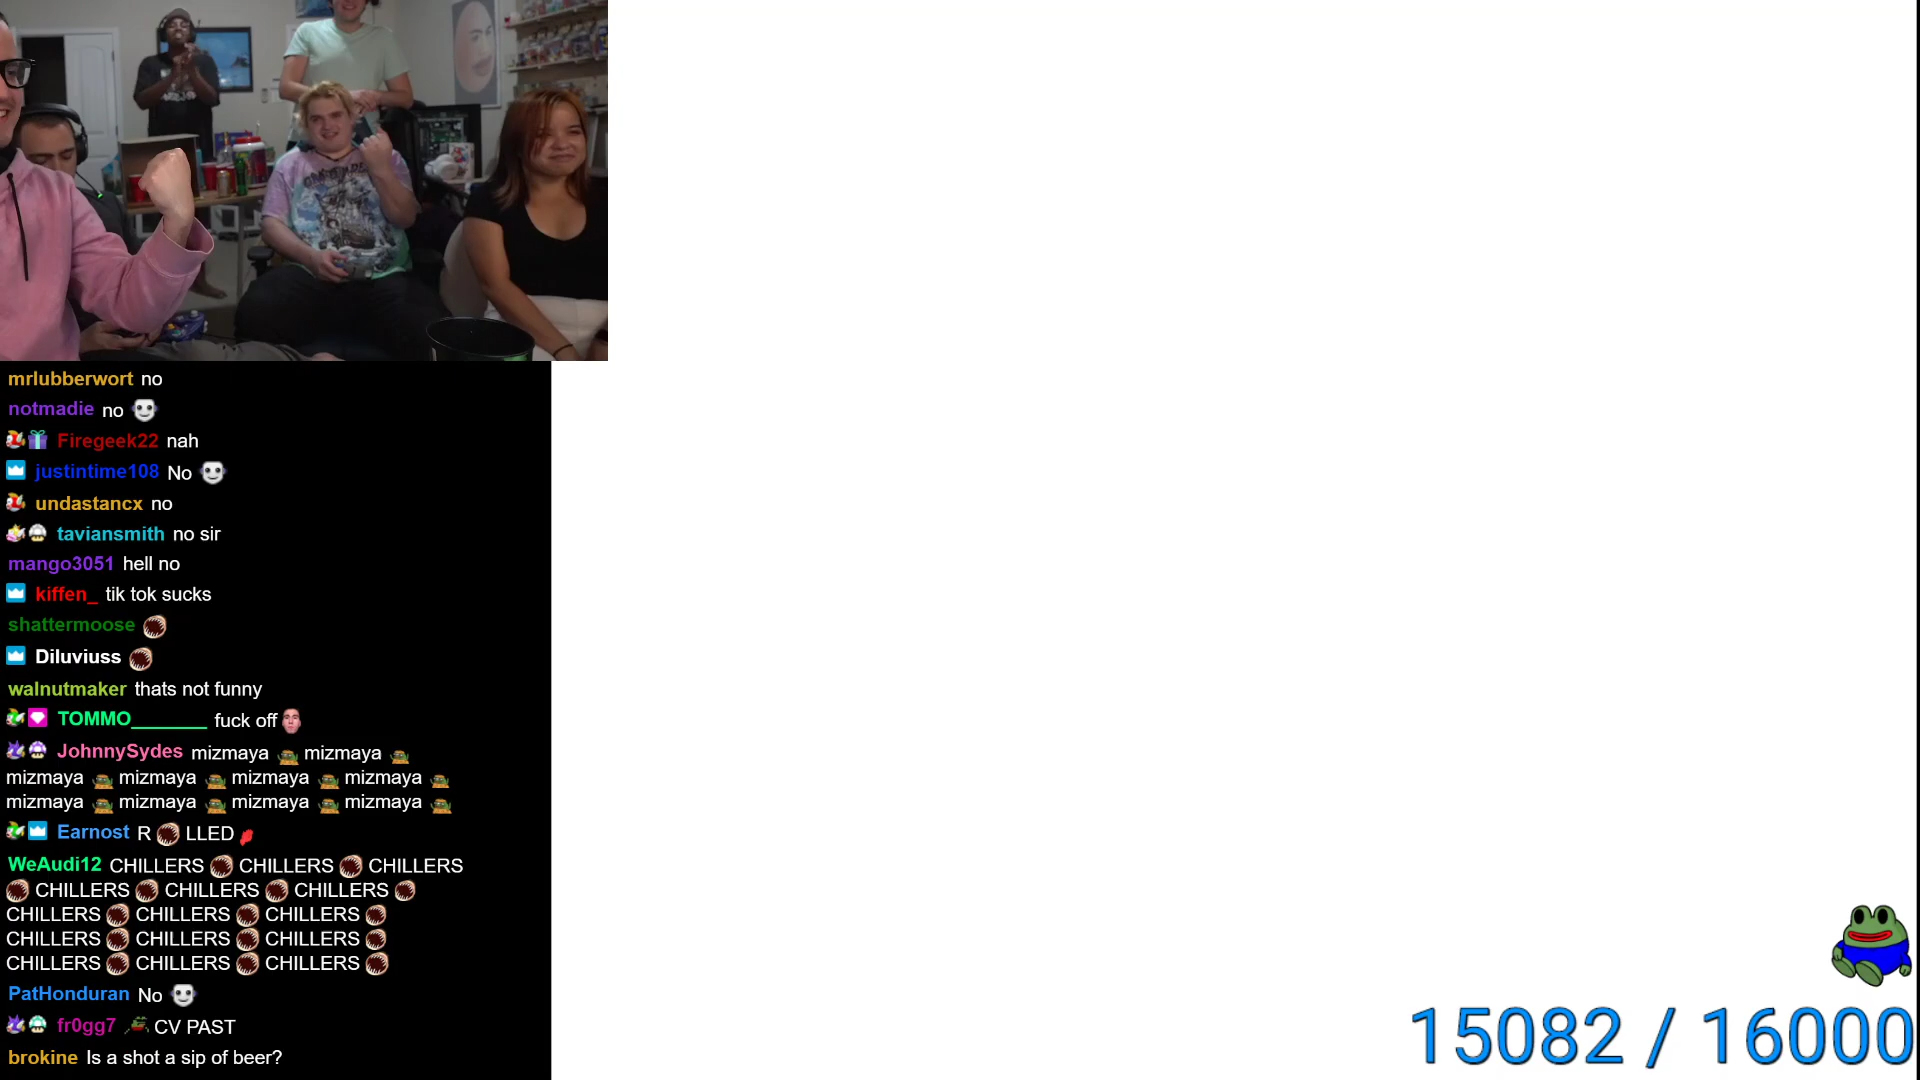 mrlubberwort no
notmadie no
Firegeek22 nah
justintime108 No
undastancx no
taviansmith no sir
mango3051 hell no
kiffen_ tik tok sucks
shattermoose
Diluviuss
walnutmaker thats not funny
TOMMO_______ fuck off
JohnnySydes mizmaya mizmaya
mizmaya mizmaya mizmaya mizmaya
mizmaya mizmaya mizmaya mizmaya
Earnost R LLED
WeAudi12 CHILLERS CHILLERS CHILLERS
CHILLERS CHILLERS CHILLERS
CHILLERS CHILLERS CHILLERS
CHILLERS CHILLERS CHILLERS
CHILLERS CHILLERS CHILLERS
PatHonduran No
fr0gg7 CV PAST
brokine Is a shot a sip of beer?
15082 / 16000